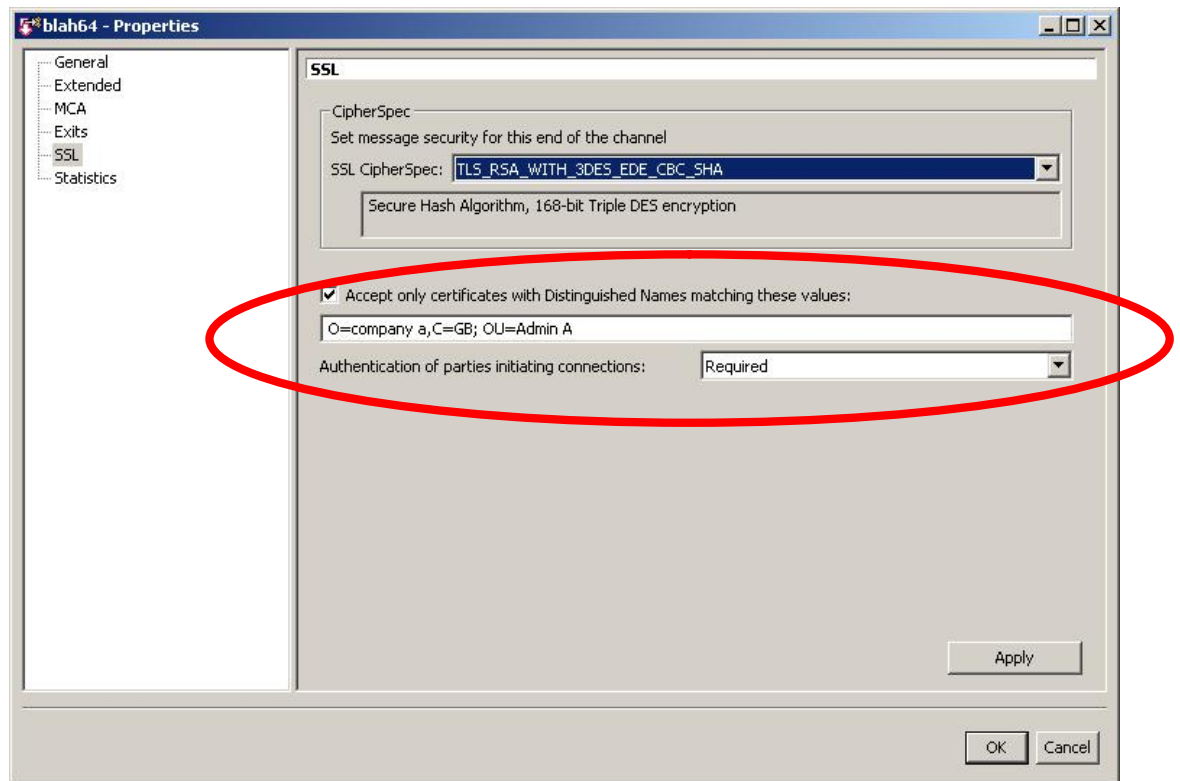 blah64 - Properties
General
Extended
MCA
Exits
SSL
Statistics
SSL
CipherSpec
Set message security for this end of the channel
SSL CipherSpec: TLS_RSA_WITH_3DES_EDE_CBC_SHA
Secure Hash Algorithm, 168-bit Triple DES encryption
Accept only certificates with Distinguished Names matching these values:
O=company a,C=GB; OU=Admin A
Authentication of parties initiating connections: Required
Apply
OK Cancel